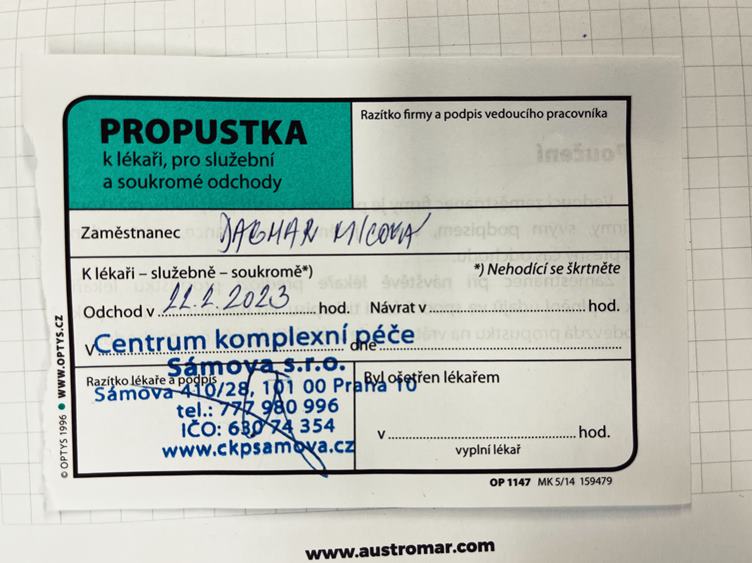 PROPUSTKA
k lékaři, pro služební
a soukromé odchody
Razítko firmy a podpis vedoucího pracovníka
Zaměstnanec DAGMAR MICOVA
K lékaři – služebně – soukromě*)
*) Nehodící se škrtněte
Odchod v 11.1.2023 hod. Návrat v hod.
V dne
Centrum komplexní péče
Sámova s.r.o.
Razítko lékaře a podpis
Sámova 410/28, 101 00 Praha 10
tel.: 777 980 996
IČO: 630 74 354
www.ckpsamova.cz
Byl ošetřen lékařem
v hod.
vyplní lékař
© OPTYS 1996 ● WWW.OPTYS.CZ
OP 1147 MK 5/14 159479
www.austromar.com